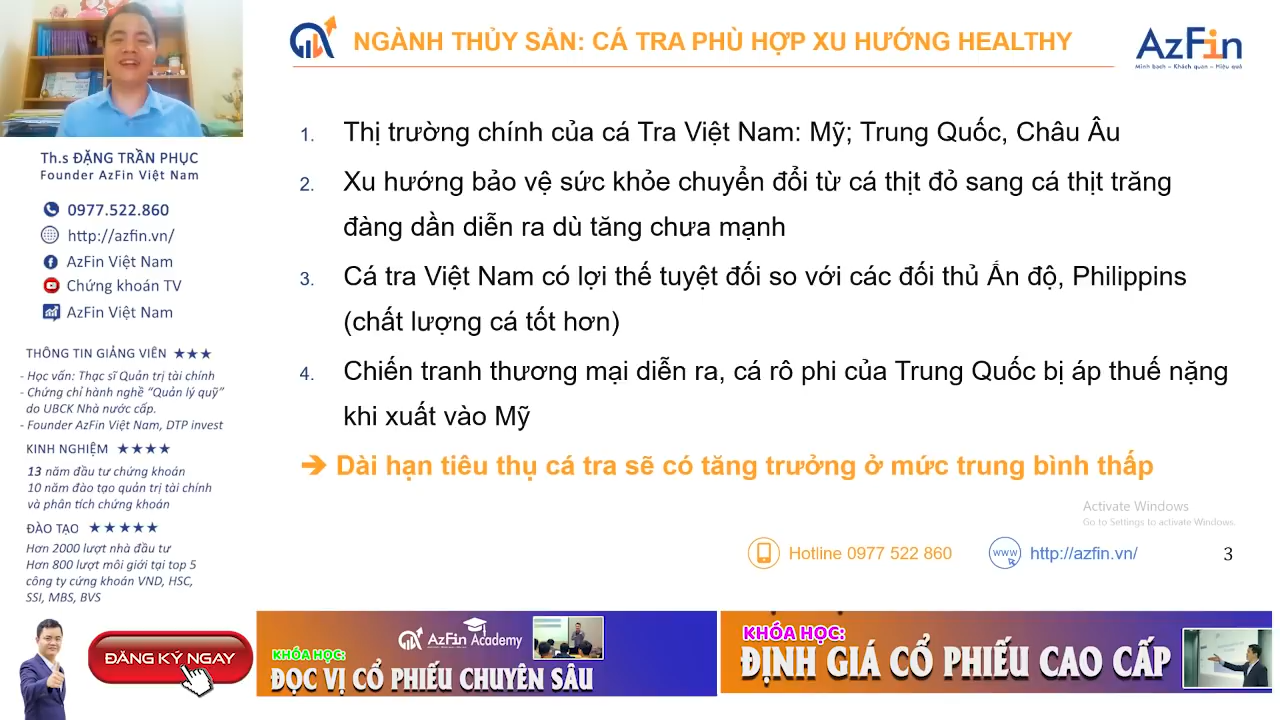 NGÀNH THỦY SẢN: CÁ TRA PHÙ HỢP XU HƯỚNG HEALTHY
AzFin
Minh bạch – Khách quan – Hiệu quả
1. Thị trường chính của cá Tra Việt Nam: Mỹ; Trung Quốc, Châu Âu
2. Xu hướng bảo vệ sức khỏe chuyển đổi từ cá thịt đỏ sang cá thịt trăng
đàng dần diễn ra dù tăng chưa mạnh
3. Cá tra Việt Nam có lợi thế tuyệt đối so với các đối thủ Ấn độ, Philippins
(chất lượng cá tốt hơn)
4. Chiến tranh thương mại diễn ra, cá rô phi của Trung Quốc bị áp thuế nặng
khi xuất vào Mỹ
➔ Dài hạn tiêu thụ cá tra sẽ có tăng trưởng ở mức trung bình thấp
Activate Windows
Go to Settings to activate Windows.
Hotline 0977 522 860
www
http://azfin.vn/
3
Th.s ĐẶNG TRẦN PHỤC
Founder AzFin Việt Nam
0977.522.860
http://azfin.vn/
AzFin Việt Nam
Chứng khoán TV
AzFin Việt Nam
THÔNG TIN GIẢNG VIÊN ★★★
- Học vấn: Thạc sĩ Quản trị tài chính
- Chứng chỉ hành nghề “Quản lý quỹ”
do UBCK Nhà nước cấp.
- Founder AzFin Việt Nam, DTP invest
KINH NGHIỆM ★★★★
13 năm đầu tư chứng khoán
10 năm đào tạo quản trị tài chính
và phân tích chứng khoán
ĐÀO TẠO ★★★★★
Hơn 2000 lượt nhà đầu tư
Hơn 800 lượt môi giới tại top 5
công ty cứng khoán VND, HSC,
SSI, MBS, BVS
ĐĂNG KÝ NGAY
AzFin Academy
KHÓA HỌC:
ĐỌC VỊ CỔ PHIẾU CHUYÊN SÂU
KHÓA HỌC:
ĐỊNH GIÁ CỔ PHIẾU CAO CẤP